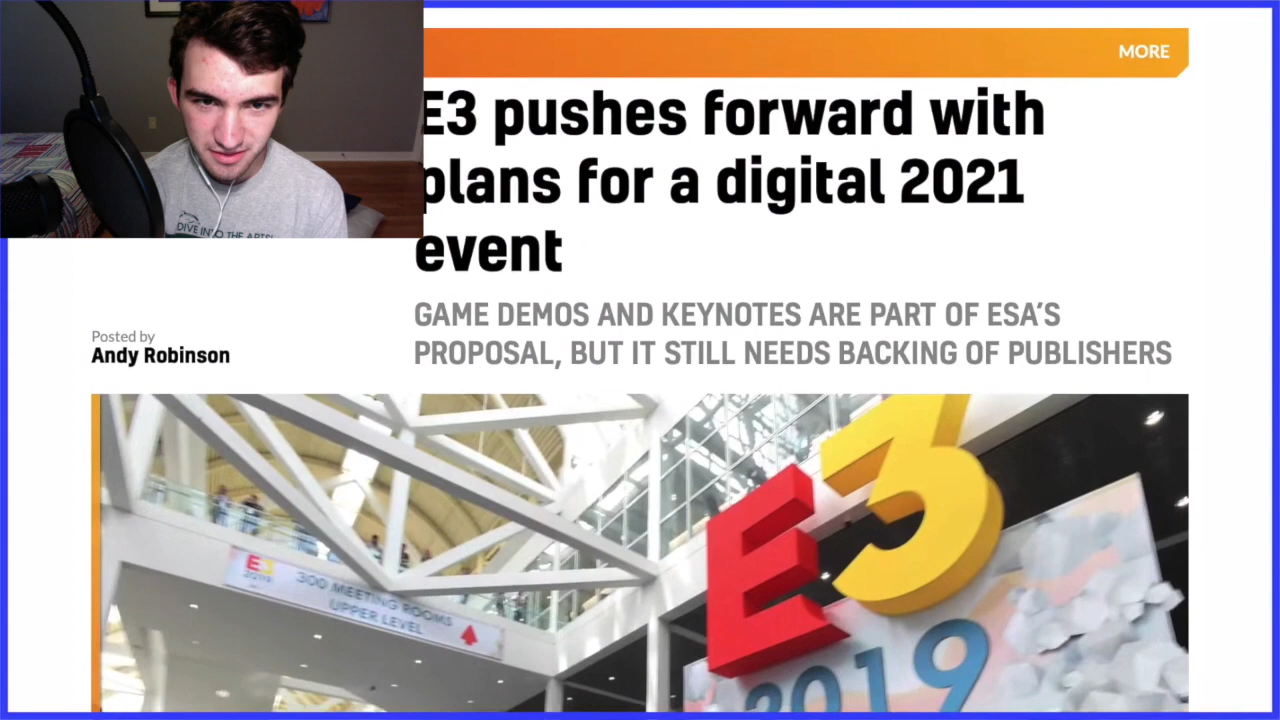 MORE
E3 pushes forward with
plans for a digital 2021
event
GAME DEMOS AND KEYNOTES ARE PART OF ESA'S
PROPOSAL, BUT IT STILL NEEDS BACKING OF PUBLISHERS
Posted by
Andy Robinson
DIVE INTO THE ARTS!
E3
2019
300 MEETING ROOMS
UPPER LEVEL
E3
2019